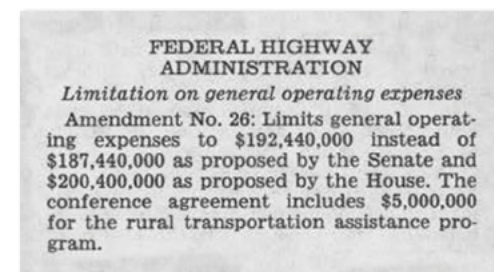 FEDERAL HIGHWAY
ADMINISTRATION
Limitation on general operating expenses
Amendment No. 26: Limits general operat-
ing expenses to $192,440,000 instead of
$187,440,000 as proposed by the Senate and
$200,400,000 as proposed by the House. The
conference agreement includes $5,000,000
for the rural transportation assistance pro-
gram.